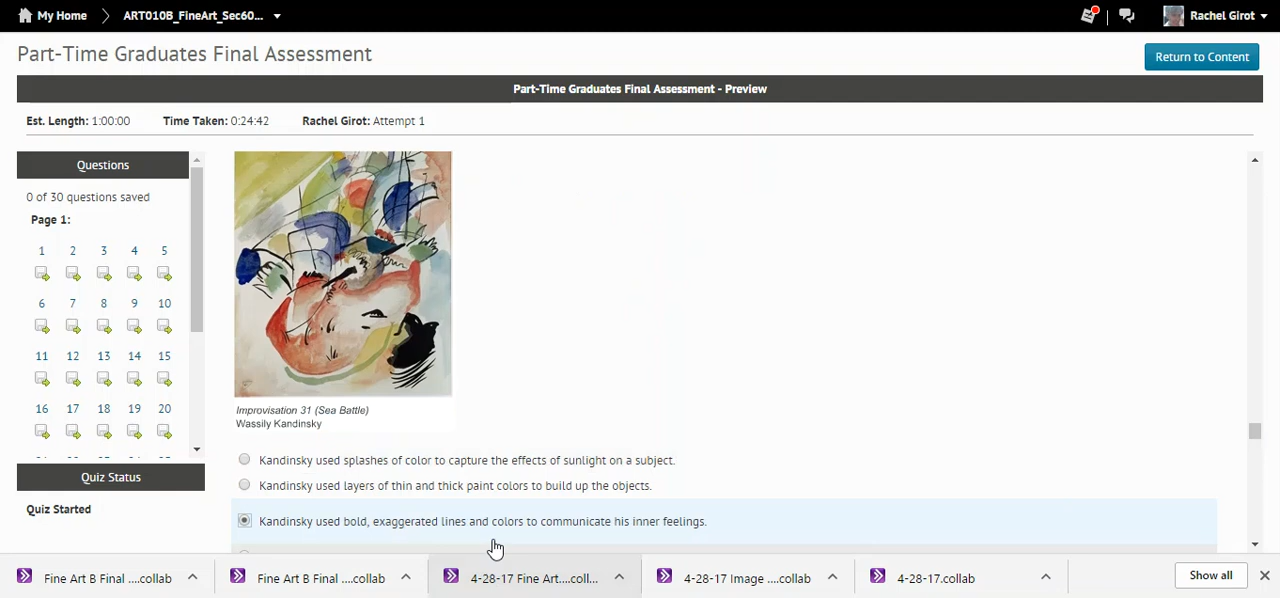 My Home ART010B_FineArt_Sec60... Rachel Girot
Part-Time Graduates Final Assessment
Return to Content
Part-Time Graduates Final Assessment - Preview
Est. Length: 1:00:00 Time Taken: 0:24:42 Rachel Girot: Attempt 1
Questions
0 of 30 questions saved
Page 1:
1 2 3 4 5
6 7 8 9 10
11 12 13 14 15
16 17 18 19 20
Quiz Status
Quiz Started
Improvisation 31 (Sea Battle)
Wassily Kandinsky
Kandinsky used splashes of color to capture the effects of sunlight on a subject.
Kandinsky used layers of thin and thick paint colors to build up the objects.
Kandinsky used bold, exaggerated lines and colors to communicate his inner feelings.
Fine Art B Final ....collab Fine Art B Final ....collab 4-28-17 Fine Art....coll... 4-28-17 Image ....collab 4-28-17.collab Show all